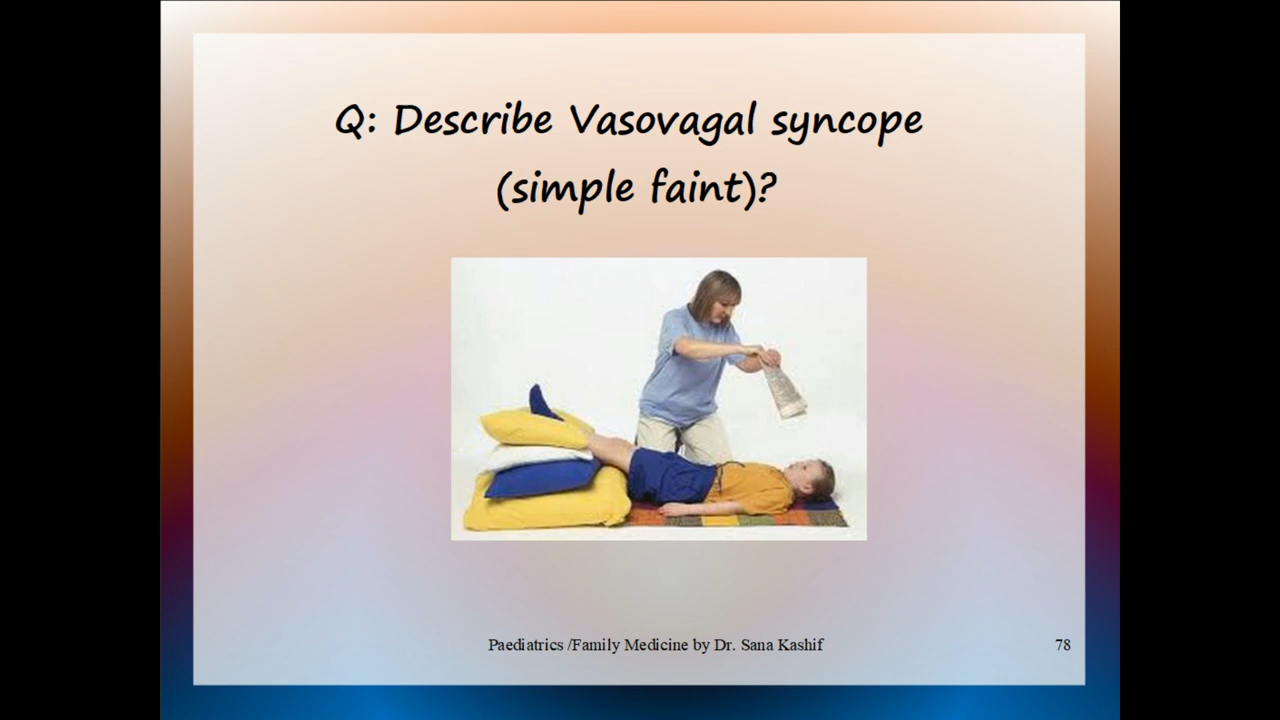 Q: Describe Vasovagal syncope
(simple faint)?
Paediatrics /Family Medicine by Dr. Sana Kashif
78